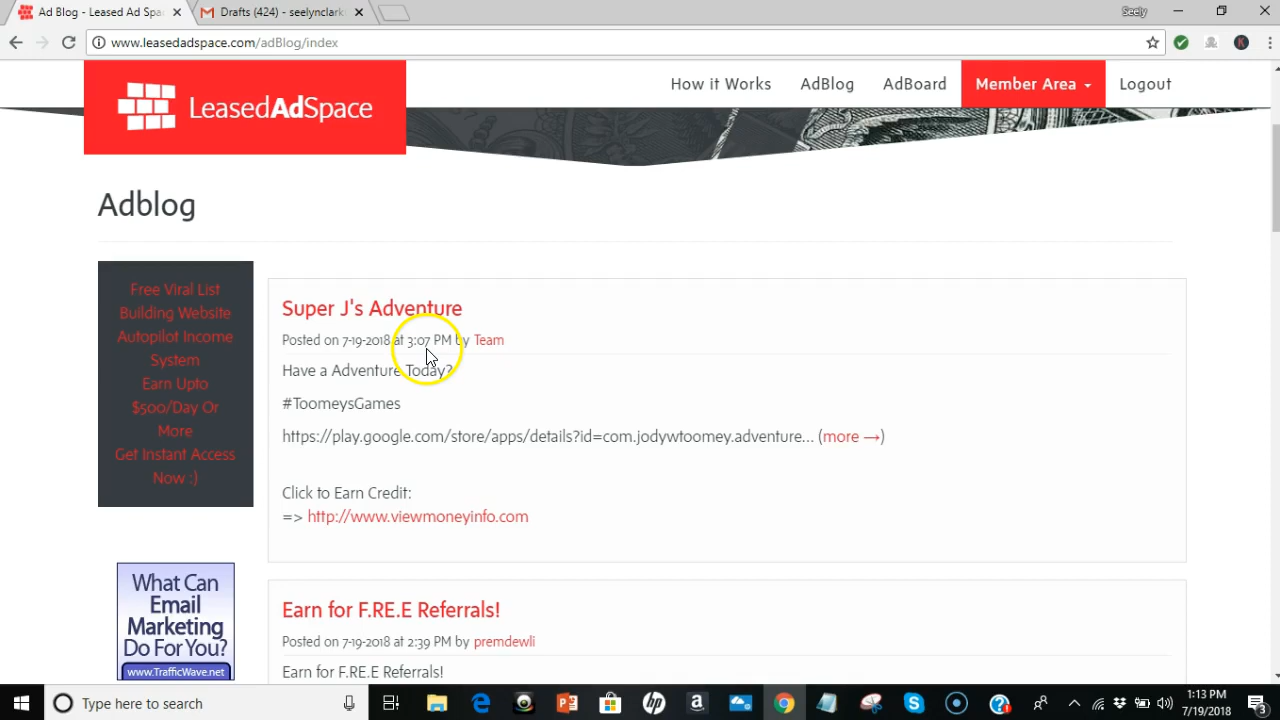 Ad Blog - Leased Ad Spa
Drafts (424) - seelynclark
Seely
www.leasedadspace.com/adBlog/index
LeasedAdSpace
How it Works
AdBlog
AdBoard
Member Area
Logout
Adblog
Free Viral List
Building Website
Autopilot Income
System
Earn Upto
$500/Day Or
More
Get Instant Access
Now :)
Super J's Adventure
Posted on 7-19-2018 at 3:07 PM by Team
Have a Adventure Today?
#ToomeysGames
https://play.google.com/store/apps/details?id=com.jodywtoomey.adventure... (more →)
Click to Earn Credit:
=> http://www.viewmoneyinfo.com
What Can
Email
Marketing
Do For You?
www.TrafficWave.net
Earn for F.RE.E Referrals!
Posted on 7-19-2018 at 2:39 PM by premdewli
Earn for F.RE.E Referrals!
Type here to search
1:13 PM
7/19/2018
3